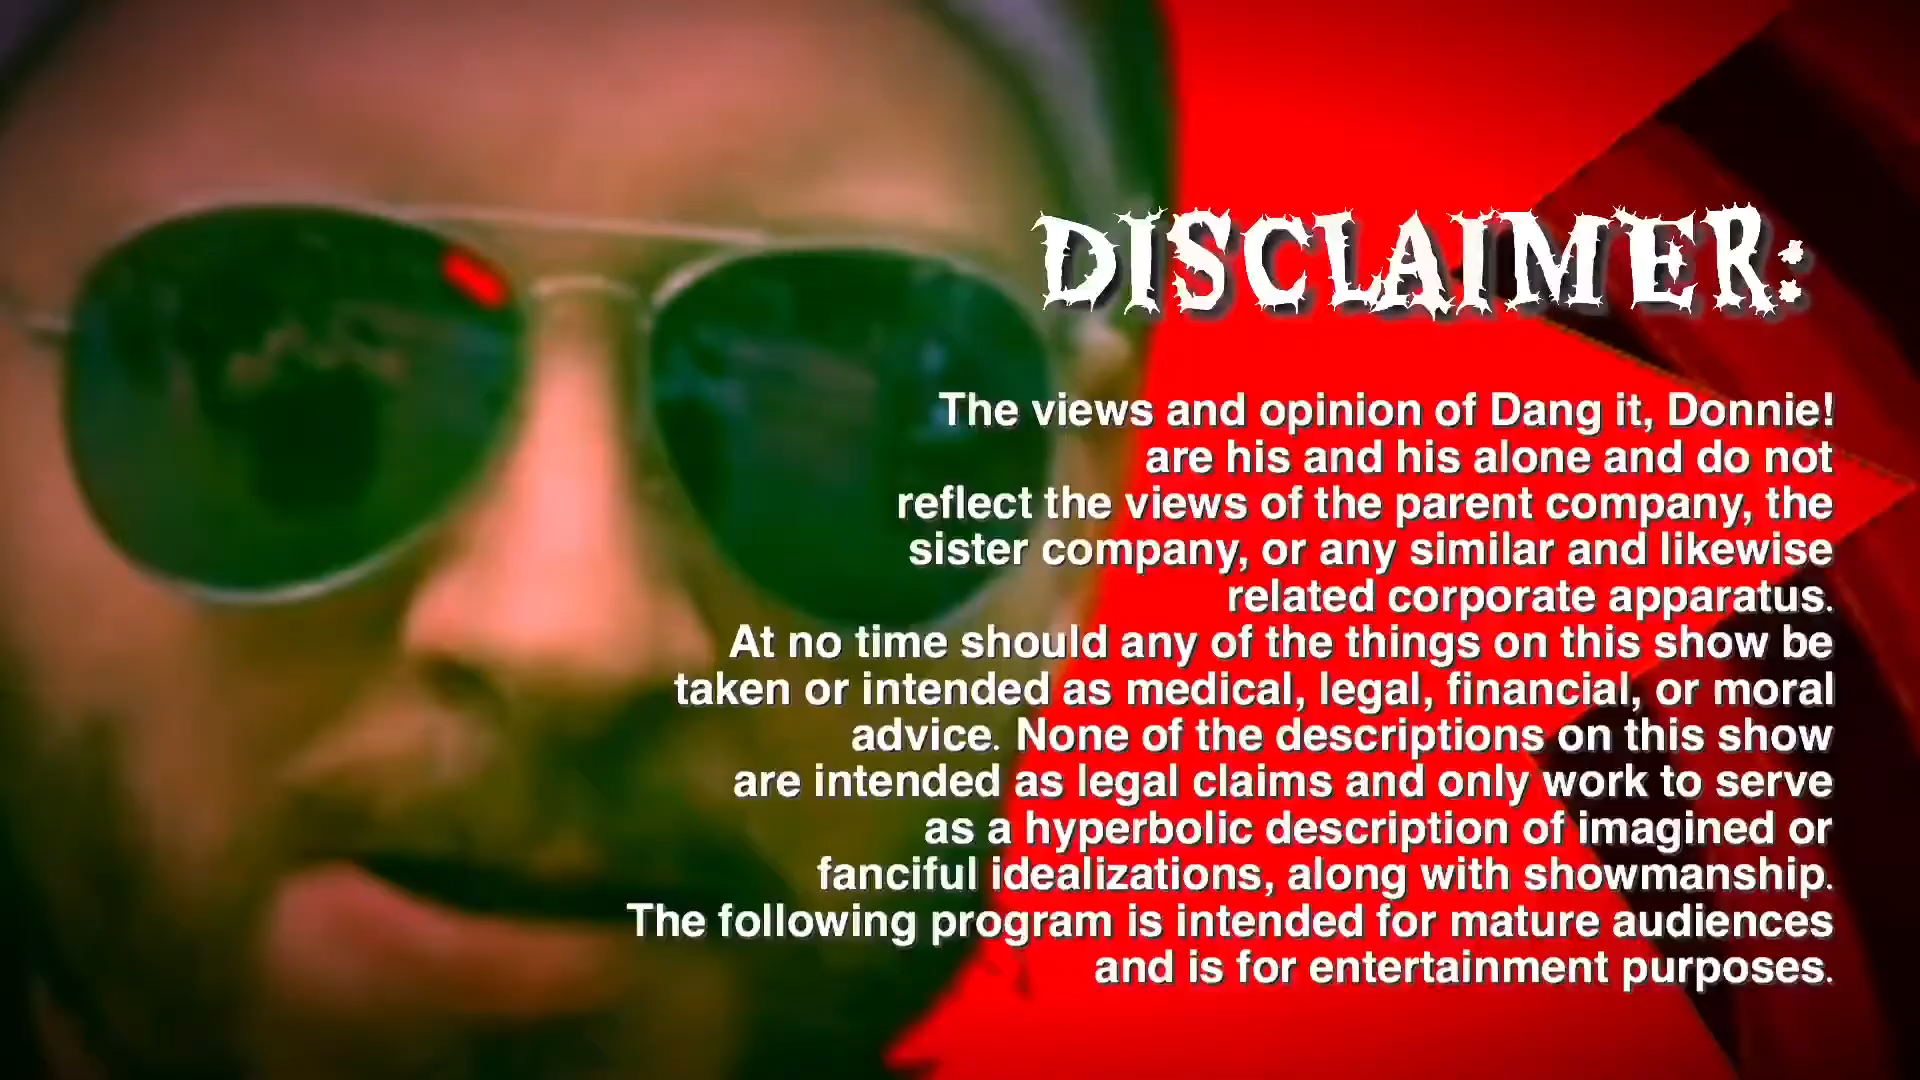 DISCLAIMER:
The views and opinion of Dang it, Donnie!
are his and his alone and do not
reflect the views of the parent company, the
sister company, or any similar and likewise
related corporate apparatus.
At no time should any of the things on this show be
taken or intended as medical, legal, financial, or moral
advice. None of the descriptions on this show
are intended as legal claims and only work to serve
as a hyperbolic description of imagined or
fanciful idealizations, along with showmanship.
The following program is intended for mature audiences
and is for entertainment purposes.